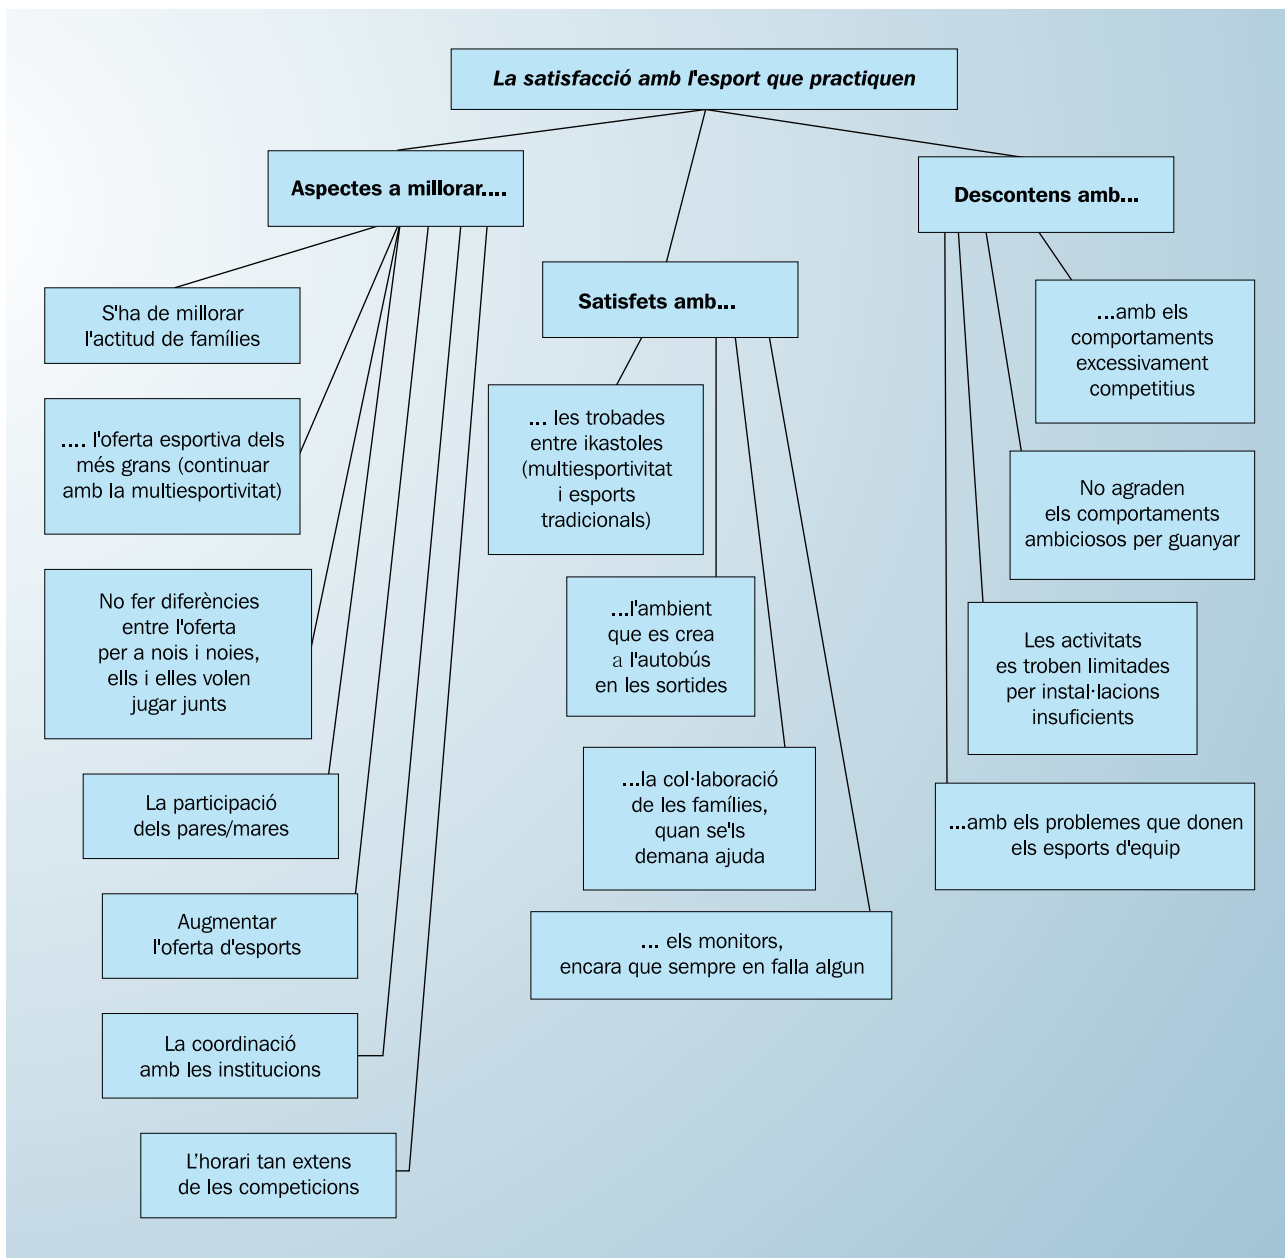 La satisfacció amb l'esport que practiquen
Aspectes a millorar....
S'ha de millorar
l'actitud de famílies
.... l'oferta esportiva dels
més grans (continuar
amb la multiesportivitat)
No fer diferències
entre l'oferta
per a nois i noies,
ells i elles volen
jugar junts
La participació
dels pares/mares
Augmentar
l'oferta d'esports
La coordinació
amb les institucions
L'horari tan extens
de les competicions
Satisfets amb...
... les trobades
entre ikastoles
(multiesportivitat
i esports
tradicionals)
...l'ambient
que es crea
a l'autobús
en les sortides
...la col·laboració
de les famílies,
quan se'ls
demana ajuda
... els monitors,
encara que sempre en falla algun
Descontens amb...
...amb els
comportaments
excessivament
competitius
No agraden
els comportaments
ambiciosos per guanyar
Les activitats
es troben limitades
per instal·lacions
insuficients
...amb els problemes que donen
els esports d'equip